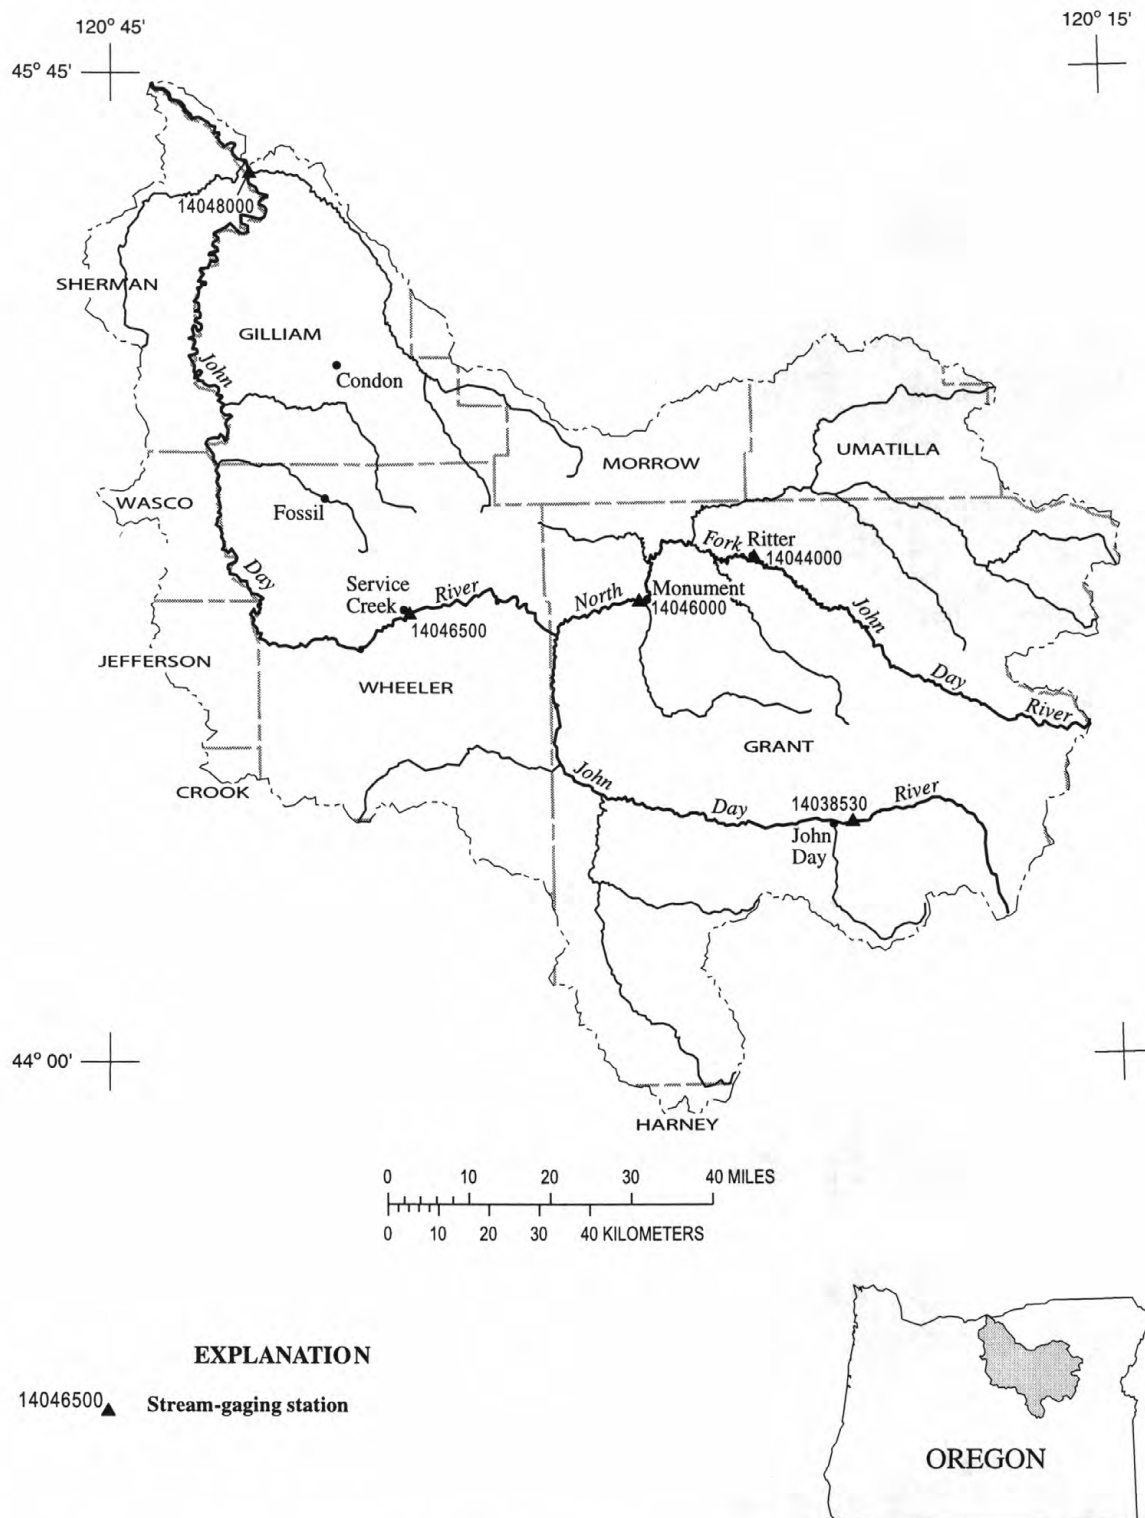 120° 45'
120° 15'
45° 45'
14048000
SHERMAN
GILLIAM
John
Condon
MORROW
UMATILLA
WASCO
Fossil
Fork
Ritter
14044000
Day
Service
Creek
River
14046500
North
Monument
14046000
John
JEFFERSON
WHEELER
Day
River
GRANT
CROOK
John
Day
14038530
River
John
Day
44° 00'
HARNEY
0 10 20 30 40 MILES
0 10 20 30 40 KILOMETERS
EXPLANATION
14046500 Stream-gaging station
OREGON